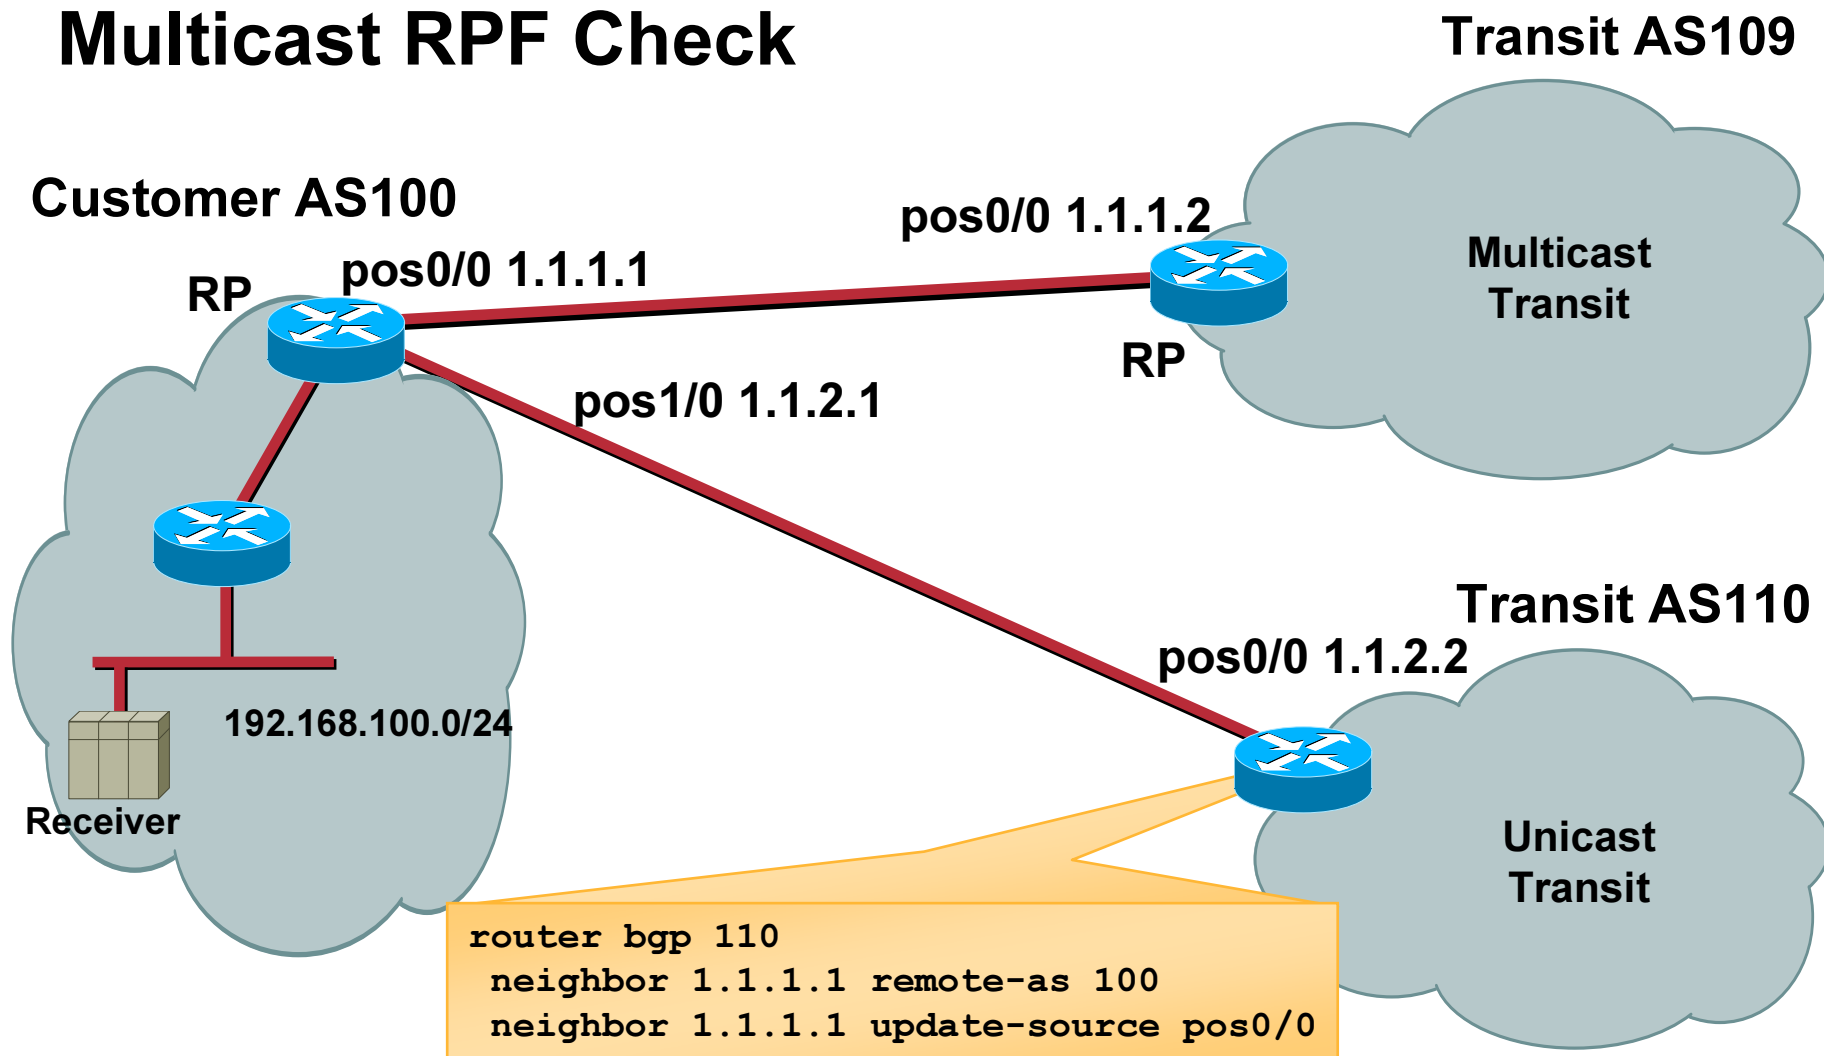 Multicast RPF Check
Transit AS109
Customer AS100
pos0/0 1.1.1.2
Multicast
Transit
RP
pos0/0 1.1.1.1
RP
pos1/0 1.1.2.1
Transit AS110
pos0/0 1.1.2.2
192.168.100.0/24
Receiver
Unicast
Transit
router bgp 110
 neighbor 1.1.1.1 remote-as 100
 neighbor 1.1.1.1 update-source pos0/0